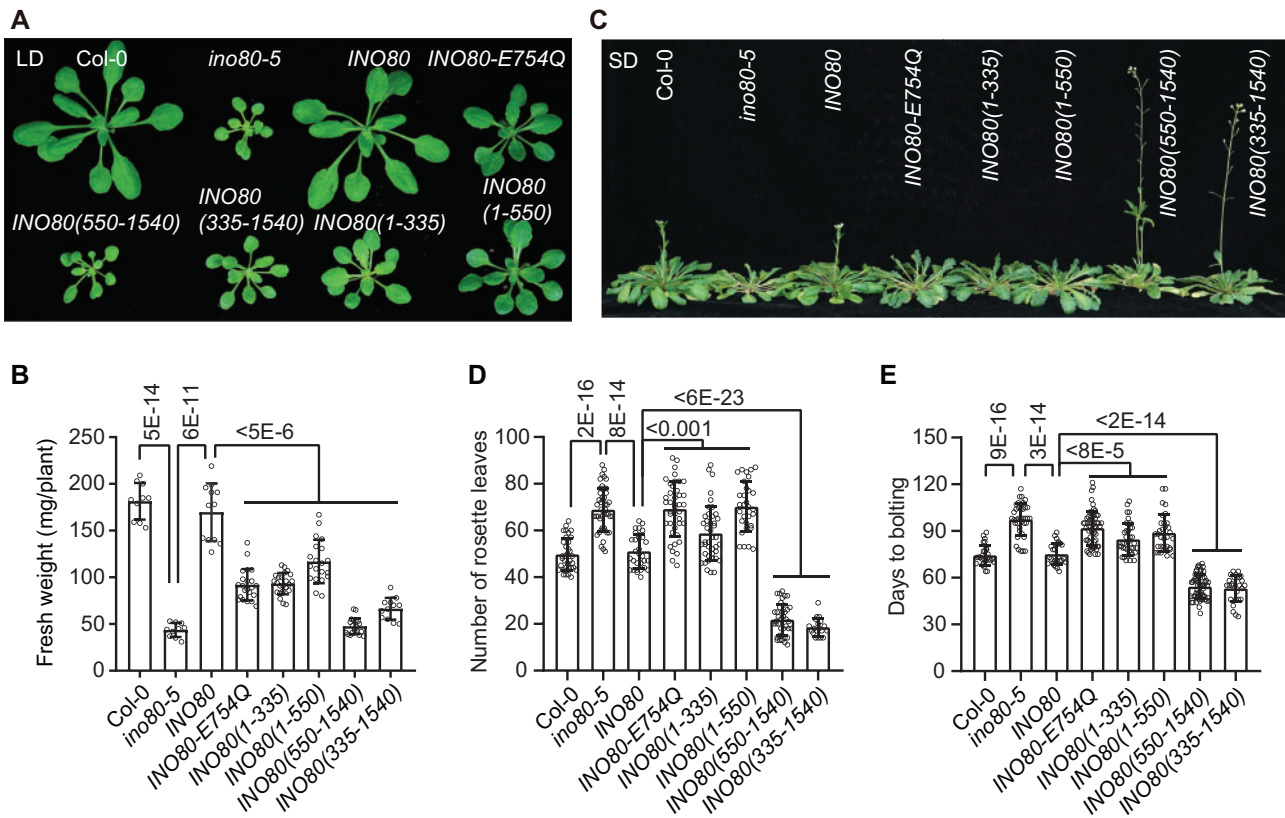 A
LD Col-0 ino80-5 INO80 INO80-E754Q
INO80(550-1540)
INO80
(335-1540)
INO80(1-335)
INO80
(1-550)
C
SD
Col-0
ino80-5
INO80
INO80-E754Q
INO80(1-335)
INO80(1-550)
INO80(550-1540)
INO80(335-1540)
B
Fresh weight (mg/plant)
250
200
150
100
50
0
5E-14
6E-11
<5E-6
Col-0
ino80-5
INO80
INO80-E754Q
INO80(1-335)
INO80(1-550)
INO80(550-1540)
INO80(335-1540)
D
Number of rosette leaves
100
80
60
40
20
0
2E-16
8E-14
<6E-23
<0.001
Col-0
ino80-5
INO80
INO80-E754Q
INO80(1-335)
INO80(1-550)
INO80(550-1540)
INO80(335-1540)
E
Days to bolting
150
120
90
60
30
0
9E-16
3E-14
<2E-14
<8E-5
Col-0
ino80-5
INO80
INO80-E754Q
INO80(1-335)
INO80(1-550)
INO80(550-1540)
INO80(335-1540)